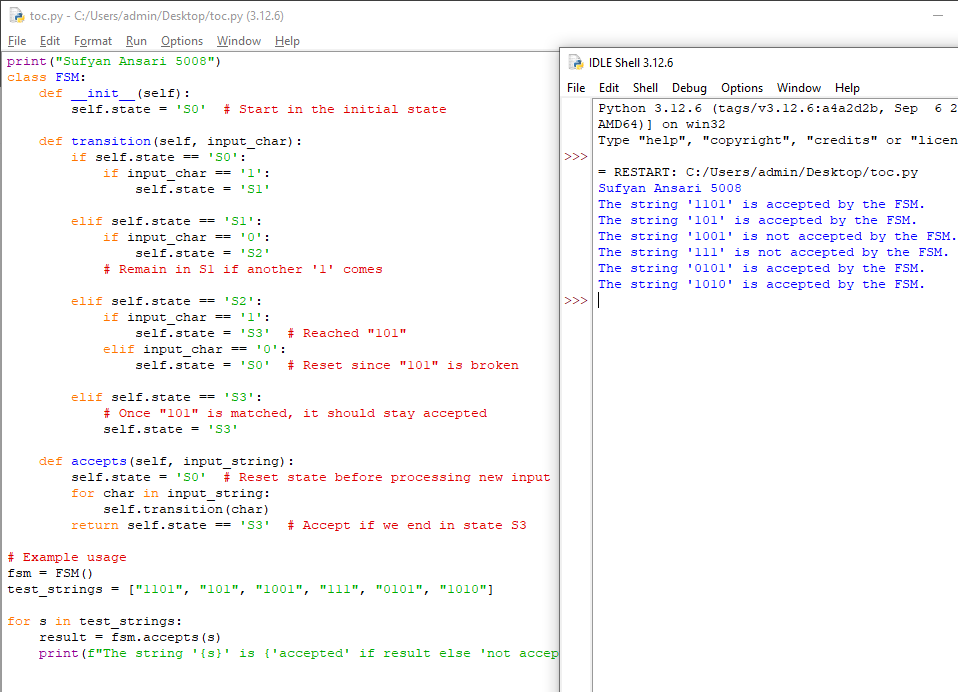 toc.py - C:/Users/admin/Desktop/toc.py (3.12.6)
File Edit Format Run Options Window Help
print("Sufyan Ansari 5008")
class FSM:
    def __init__(self):
        self.state = 'S0'  # Start in the initial state

    def transition(self, input_char):
        if self.state == 'S0':
            if input_char == '1':
                self.state = 'S1'

        elif self.state == 'S1':
            if input_char == '0':
                self.state = 'S2'
            # Remain in S1 if another '1' comes

        elif self.state == 'S2':
            if input_char == '1':
                self.state = 'S3'  # Reached "101"
            elif input_char == '0':
                self.state = 'S0'  # Reset since "101" is broken

        elif self.state == 'S3':
            # Once "101" is matched, it should stay accepted
            self.state = 'S3'

    def accepts(self, input_string):
        self.state = 'S0'  # Reset state before processing new input
        for char in input_string:
            self.transition(char)
        return self.state == 'S3'  # Accept if we end in state S3

# Example usage
fsm = FSM()
test_strings = ["1101", "101", "1001", "111", "0101", "1010"]

for s in test_strings:
    result = fsm.accepts(s)
    print(f"The string '{s}' is {'accepted' if result else 'not accep
IDLE Shell 3.12.6
File Edit Shell Debug Options Window Help
Python 3.12.6 (tags/v3.12.6:a4a2d2b, Sep  6 2
AMD64)] on win32
Type "help", "copyright", "credits" or "licen
>>>
= RESTART: C:/Users/admin/Desktop/toc.py
Sufyan Ansari 5008
The string '1101' is accepted by the FSM.
The string '101' is accepted by the FSM.
The string '1001' is not accepted by the FSM.
The string '111' is not accepted by the FSM.
The string '0101' is accepted by the FSM.
The string '1010' is accepted by the FSM.
>>>